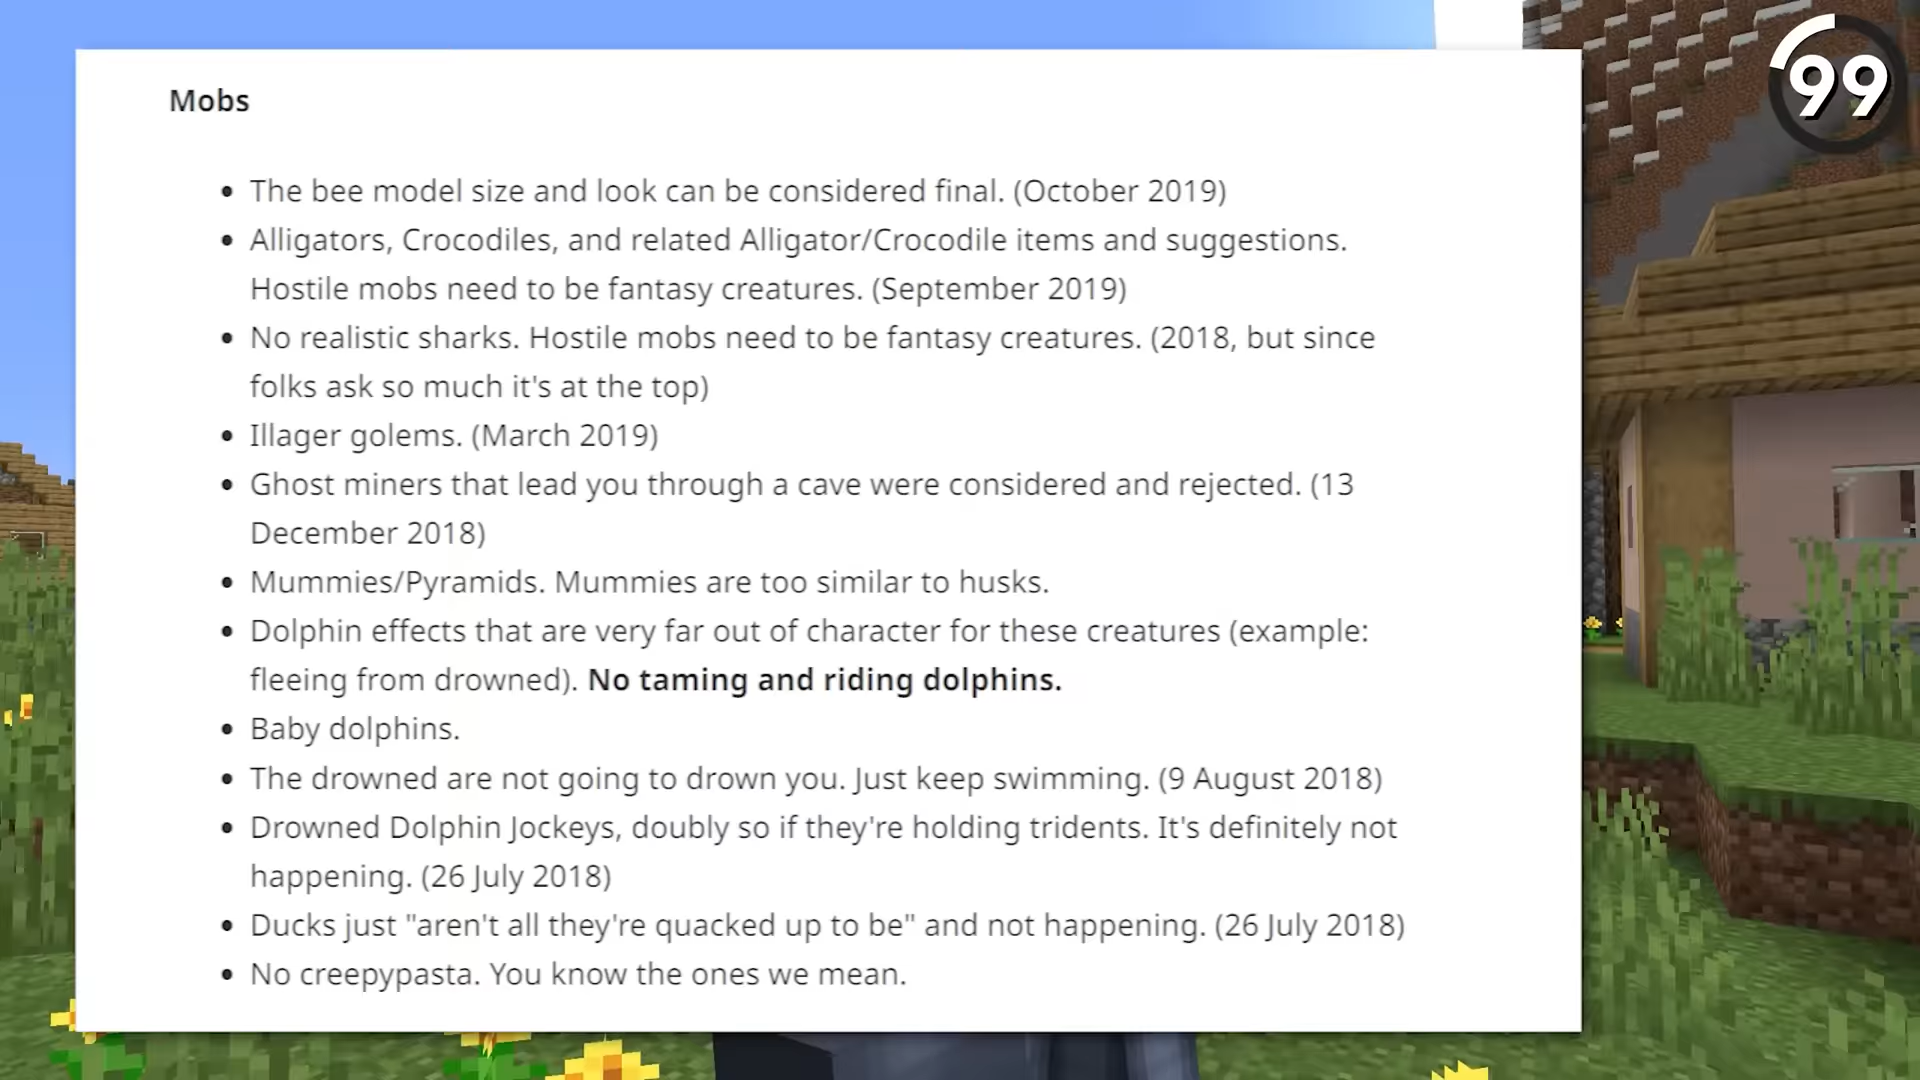 99
Mobs
• The bee model size and look can be considered final. (October 2019)
• Alligators, Crocodiles, and related Alligator/Crocodile items and suggestions.
Hostile mobs need to be fantasy creatures. (September 2019)
• No realistic sharks. Hostile mobs need to be fantasy creatures. (2018, but since
folks ask so much it's at the top)
• Illager golems. (March 2019)
• Ghost miners that lead you through a cave were considered and rejected. (13
December 2018)
• Mummies/Pyramids. Mummies are too similar to husks.
• Dolphin effects that are very far out of character for these creatures (example:
fleeing from drowned). No taming and riding dolphins.
• Baby dolphins.
• The drowned are not going to drown you. Just keep swimming. (9 August 2018)
• Drowned Dolphin Jockeys, doubly so if they're holding tridents. It's definitely not
happening. (26 July 2018)
• Ducks just "aren't all they're quacked up to be" and not happening. (26 July 2018)
• No creepypasta. You know the ones we mean.